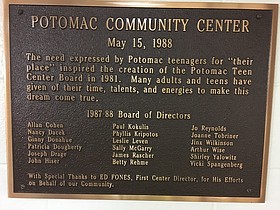 POTOMAC COMMUNITY CENTER
May 15, 1988
The need expressed by Potomac teenagers for "their
place" inspired the creation of the Potomac Teen
Center Board in 1981. Many adults and teens have
given of their time, talents, and energies to make this
dream come true.
1987-88 Board of Directors
Allan Cohen Paul Kokulis Jo Reynolds
Nancy Dacek Phyllis Kripotos Joanne Tobriner
Ginny Donahue Leslie Leven Jinx Wilkinson
Patricia Dougherty Sally McGarry Arthur Wise
Joseph Drage James Rascher Shirley Yalowitz
John Hiser Betty Rehme Vicki Spangenberg
With Special Thanks to ED FONES, First Center Director, for His Efforts
on Behalf of our Community.